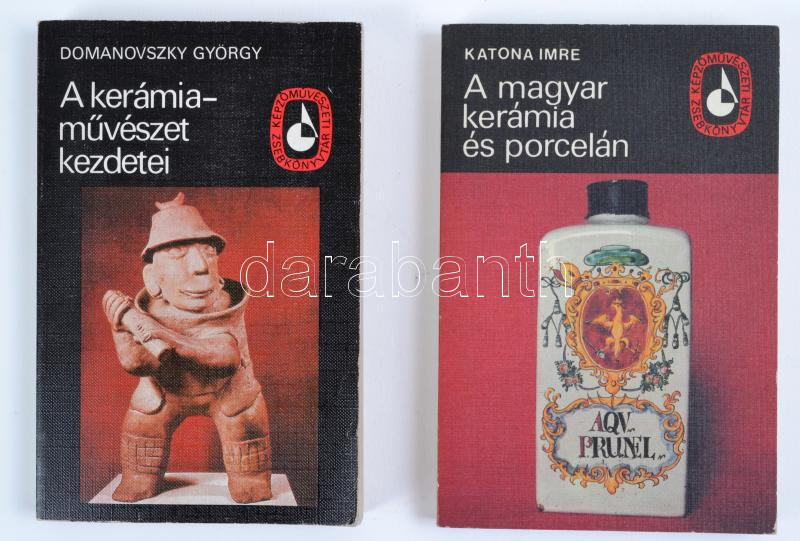 DOMANOVSZKY GYÖRGY
A kerámia-
művészet
kezdetei
KÉPZŐMŰVÉSZETI
ZSEBKÖNYVTÁR
KATONA IMRE
A magyar
kerámia
és porcelán
KÉPZŐMŰVÉSZETI
ZSEBKÖNYVTÁR
AQV.
PRUNEL.
darabanth